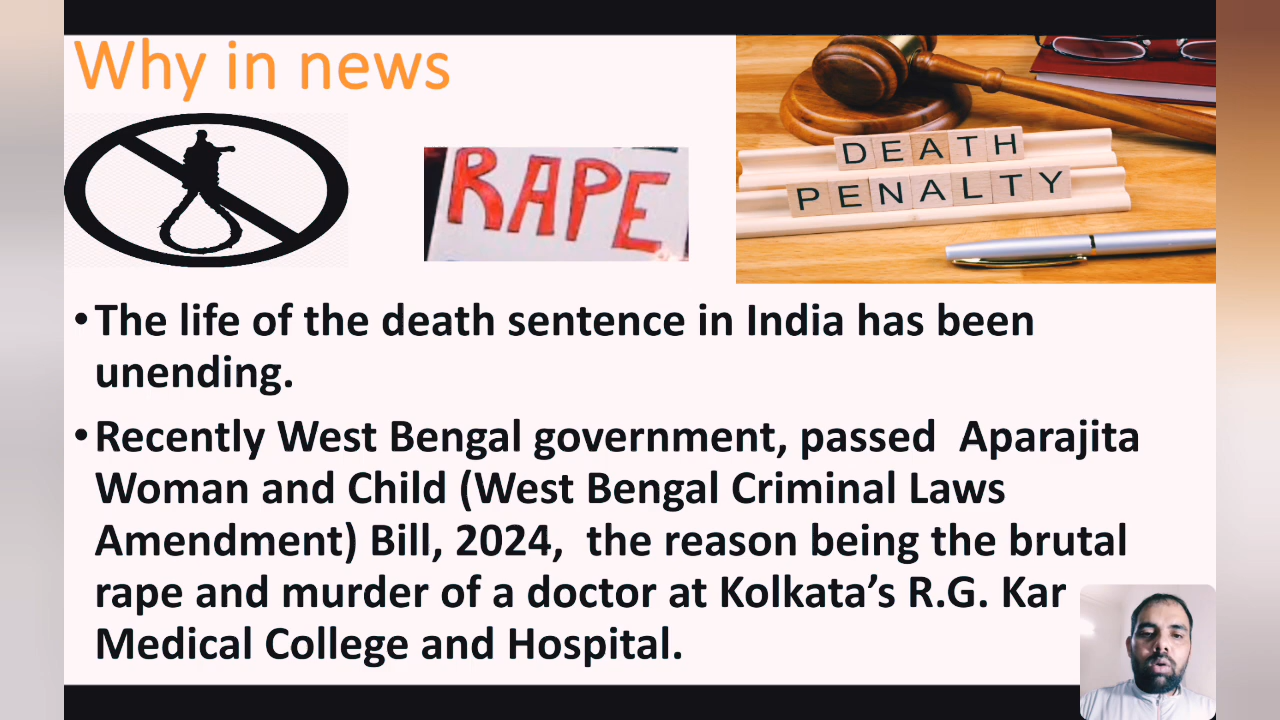 Why in news
RAPE
DEATH
PENALTY
•The life of the death sentence in India has been
unending.
•Recently West Bengal government, passed  Aparajita
Woman and Child (West Bengal Criminal Laws
Amendment) Bill, 2024,  the reason being the brutal
rape and murder of a doctor at Kolkata’s R.G. Kar
Medical College and Hospital.